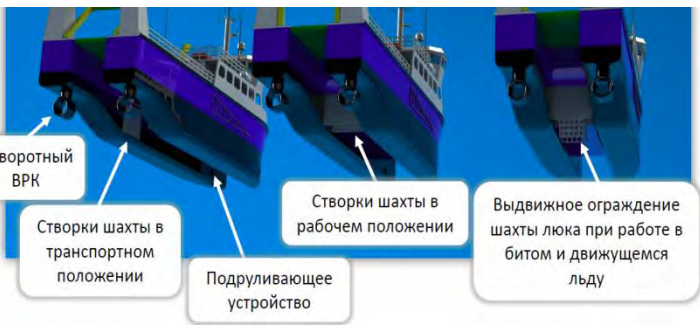 воротный
ВРК
Створки шахты в
транспортном
положении
Подруливающее
устройство
Створки шахты в
рабочем положении
Выдвижное ограждение
шахты люка при работе в
битом и движущемся
льду